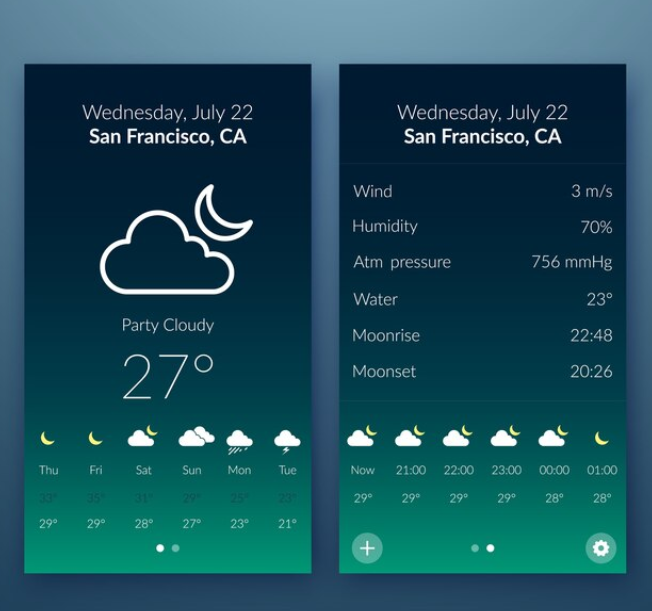 Wednesday, July 22
San Francisco, CA
Party Cloudy
27°
Thu Fri Sat Sun Mon Tue
33° 35° 31° 29° 25° 23°
29° 29° 28° 27° 23° 21°
Wednesday, July 22
San Francisco, CA
Wind 3 m/s
Humidity 70%
Atm pressure 756 mmHg
Water 23°
Moonrise 22:48
Moonset 20:26
Now 21:00 22:00 23:00 00:00 01:00
29° 29° 29° 29° 28° 28°